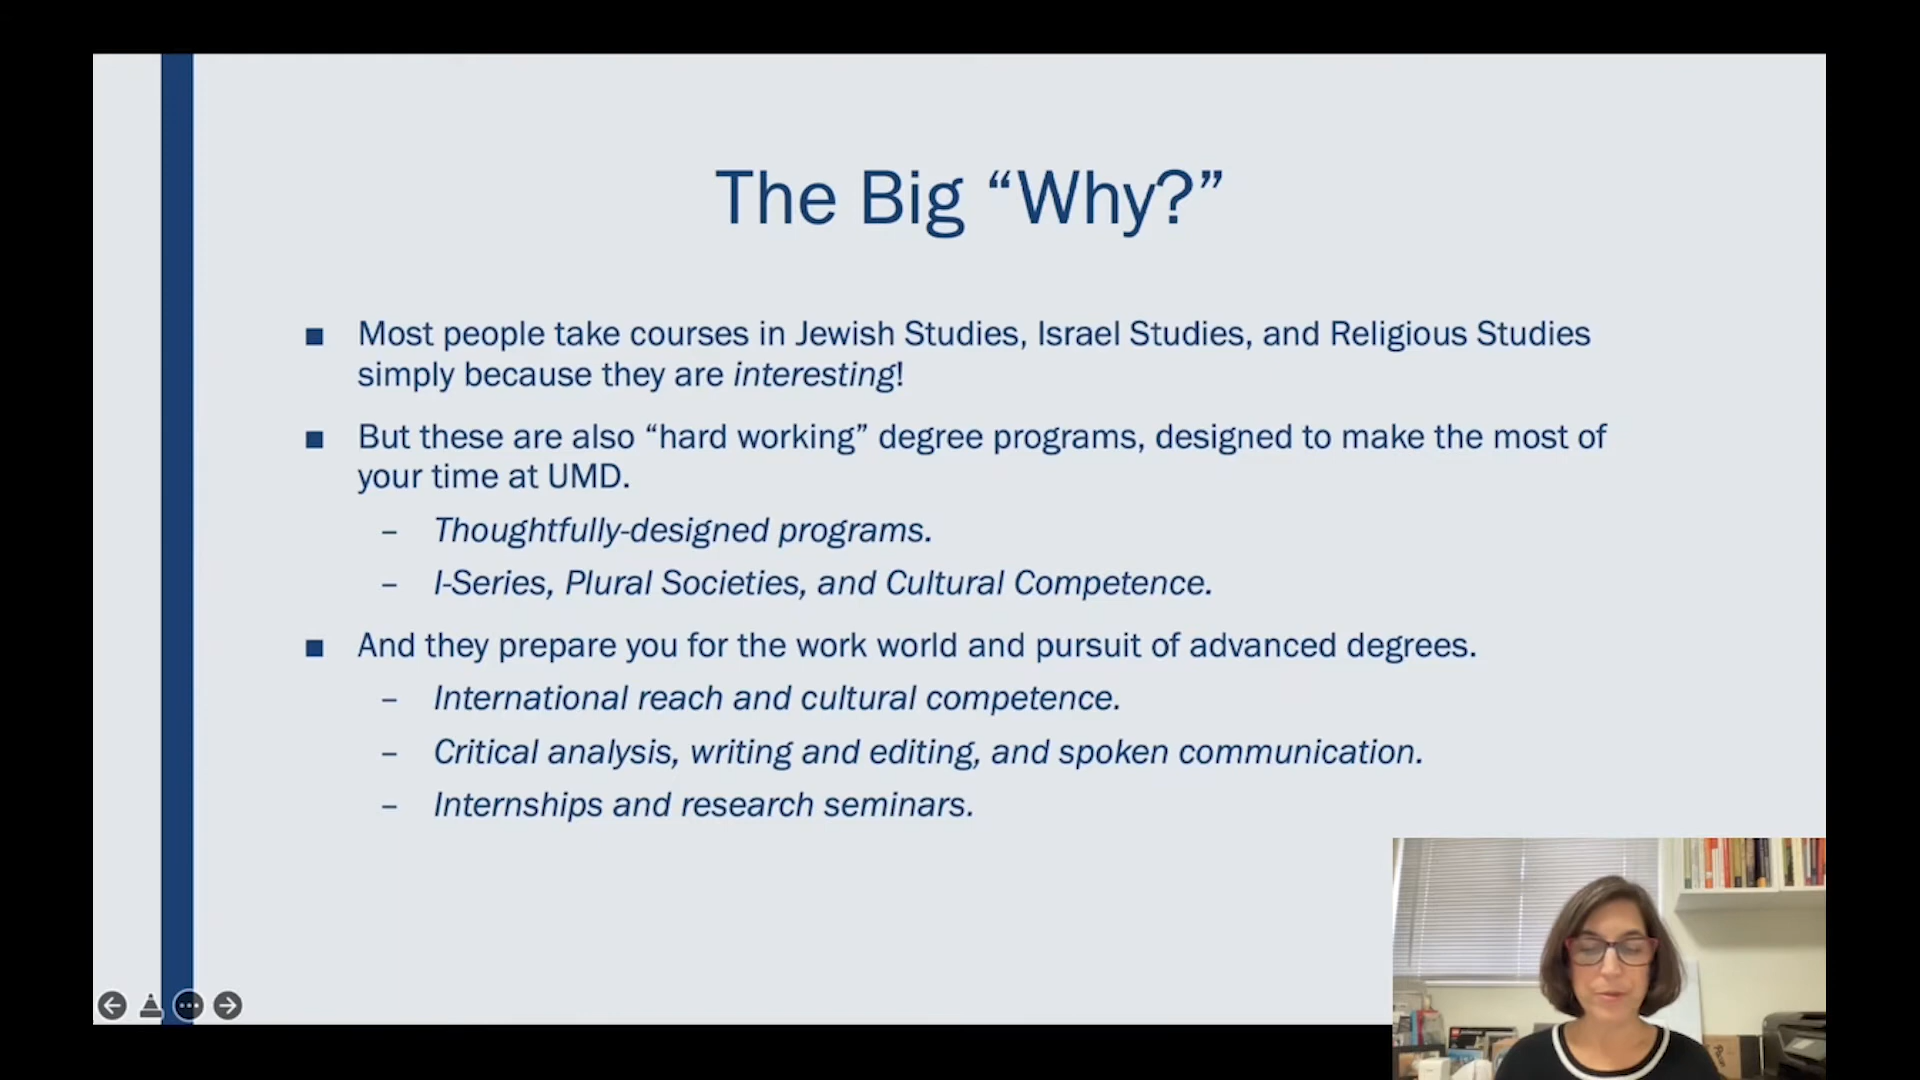 The Big “Why?”
Most people take courses in Jewish Studies, Israel Studies, and Religious Studies
simply because they are interesting!
But these are also “hard working” degree programs, designed to make the most of
your time at UMD.
– Thoughtfully-designed programs.
– I-Series, Plural Societies, and Cultural Competence.
And they prepare you for the work world and pursuit of advanced degrees.
– International reach and cultural competence.
– Critical analysis, writing and editing, and spoken communication.
– Internships and research seminars.